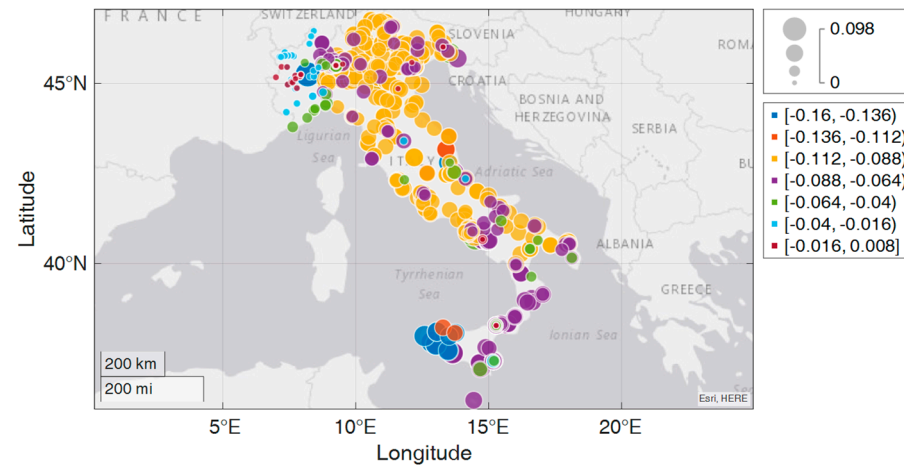 FRANCE
SWITZERLAND
HUNGARY
SLOVENIA
ROMA
CROATIA
BOSNIA AND
HERZEGOVINA
SERBIA
Ligurian
Sea
ITALY
Adriatic Sea
BU
ALBANIA
Tyrrhenian
Sea
GREECE
Ionian Sea
45°N
40°N
Latitude
200 km
200 mi
Esri, HERE
5°E
10°E
15°E
20°E
Longitude
0.098
0
[-0.16, -0.136)
[-0.136, -0.112)
[-0.112, -0.088)
[-0.088, -0.064)
[-0.064, -0.04)
[-0.04, -0.016)
[-0.016, 0.008]